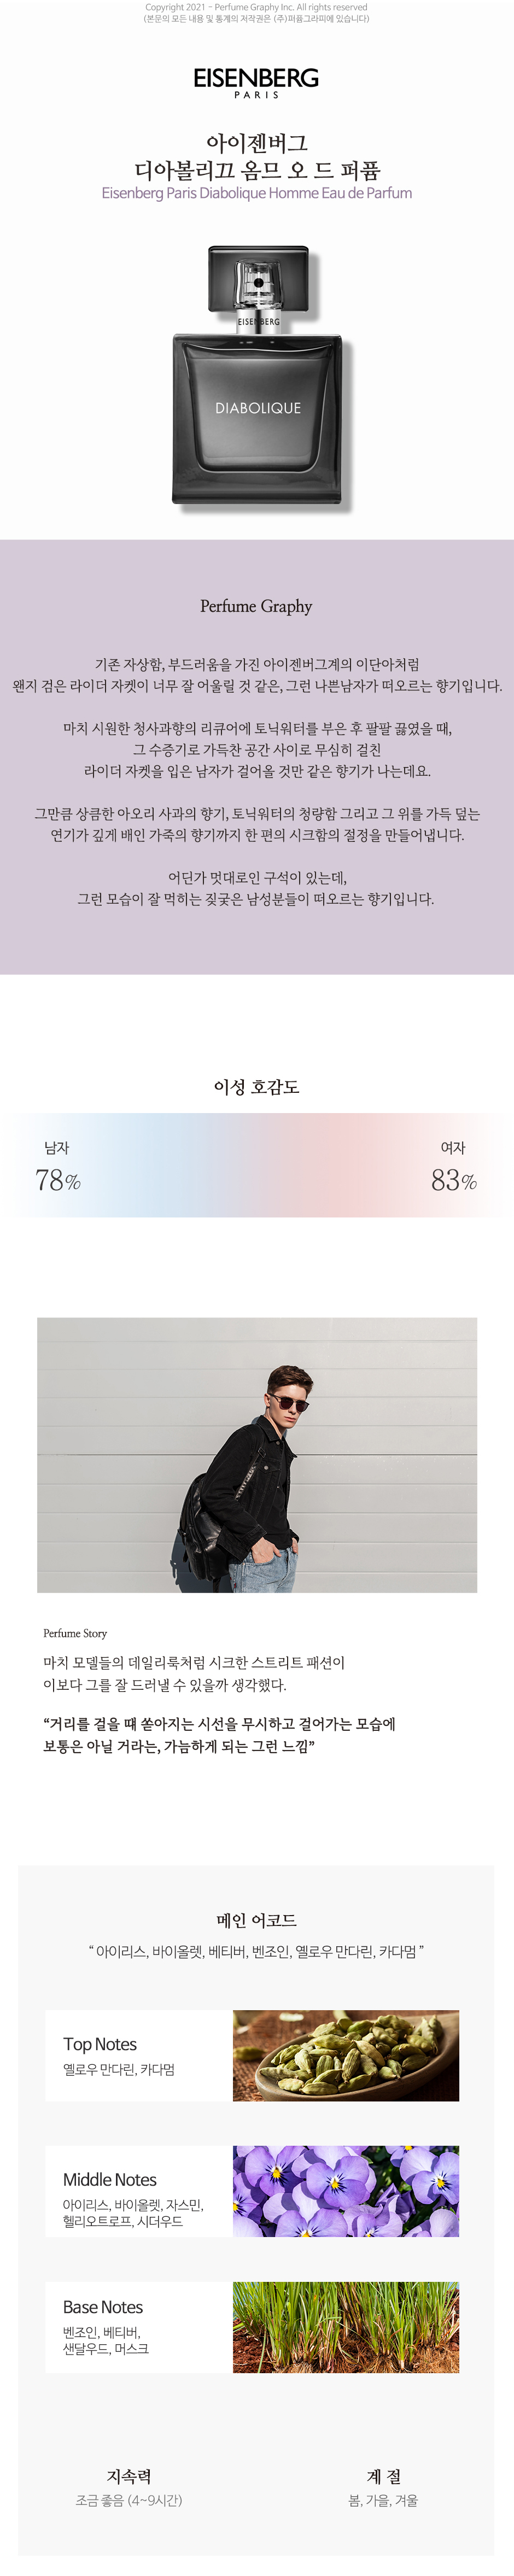 Copyright 2021 - Perfume Graphy Inc. All rights reserved
(본문의 모든 내용 및 통계의 저작권은 (주)퍼퓸그라피에 있습니다)
EISENBERG
PARIS
아이젠버그
디아볼리끄 옴므 오 드 퍼퓸
Eisenberg Paris Diabolique Homme Eau de Parfum
EISENBERG
DIABOLIQUE
Perfume Graphy
기존 자상함, 부드러움을 가진 아이젠버그계의 이단아처럼
왠지 검은 라이더 자켓이 너무 잘 어울릴 것 같은, 그런 나쁜남자가 떠오르는 향기입니다.
마치 시원한 청사과향의 리큐어에 토닉워터를 부은 후 팔팔 끓였을 때,
그 수증기로 가득찬 공간 사이로 무심히 걸친
라이더 자켓을 입은 남자가 걸어올 것만 같은 향기가 나는데요.
그만큼 상큼한 아오리 사과의 향기, 토닉워터의 청량함 그리고 그 위를 가득 덮는
연기가 깊게 배인 가죽의 향기까지 한 편의 시크함의 절정을 만들어냅니다.
어딘가 멋대로인 구석이 있는데,
그런 모습이 잘 먹히는 짖궂은 남성분들이 떠오르는 향기입니다.
이성 호감도
남자
여자
78%
83%
Perfume Story
마치 모델들의 데일리룩처럼 시크한 스트리트 패션이
이보다 그를 잘 드러낼 수 있을까 생각했다.
“거리를 걸을 떄 쏟아지는 시선을 무시하고 걸어가는 모습에
보통은 아닐 거라는, 가늠하게 되는 그런 느낌”
메인 어코드
“ 아이리스, 바이올렛, 베티버, 벤조인, 옐로우 만다린, 카다멈 ”
Top Notes
옐로우 만다린, 카다멈
Middle Notes
아이리스, 바이올렛, 자스민,
헬리오트로프, 시더우드
Base Notes
벤조인, 베티버,
샌달우드, 머스크
지속력
계 절
조금 좋음 (4~9시간)
봄, 가을, 겨울